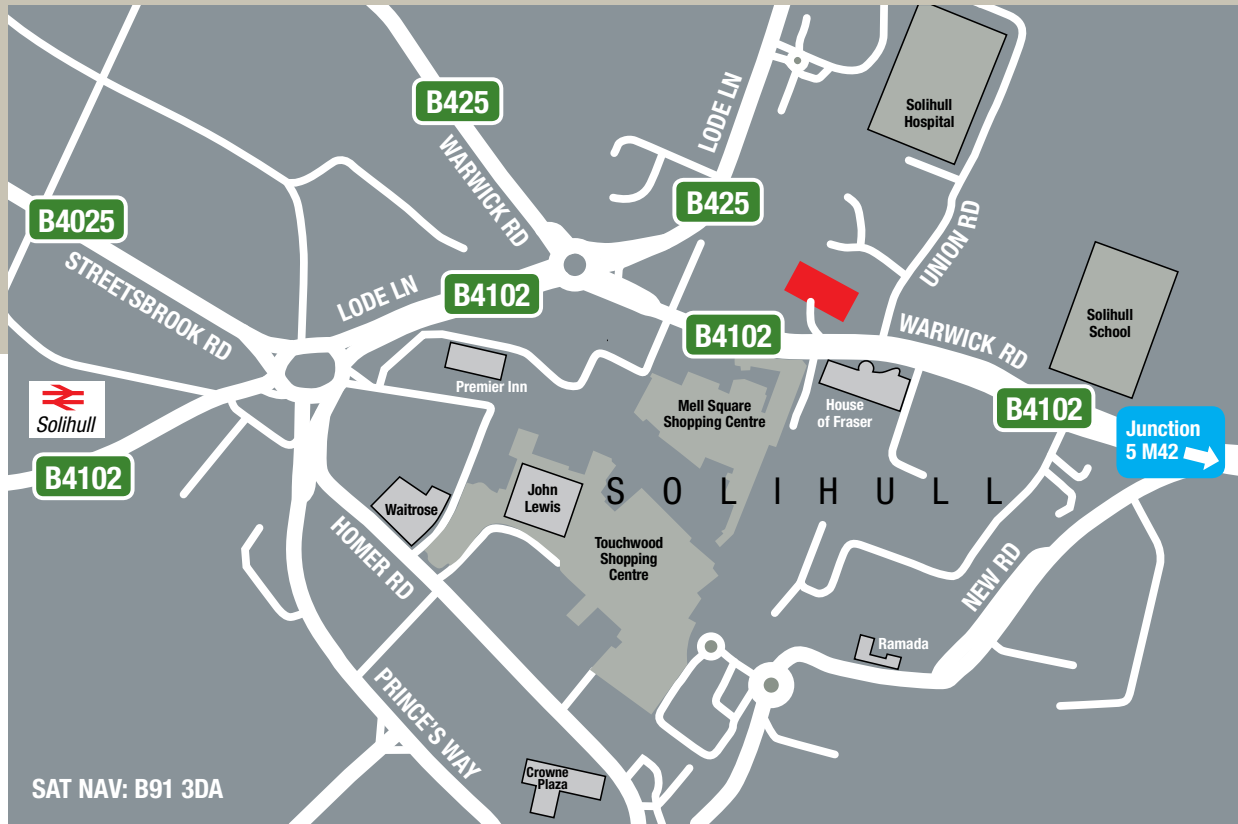 B425
LODE LN
Solihull
Hospital
WARWICK RD
B425
B4025
UNION RD
STREETSBROOK RD
LODE LN
B4102
Solihull
School
B4102
WARWICK RD
Premier Inn
Solihull
Mell Square
Shopping Centre
House
of Fraser
B4102
Junction
5 M42
B4102
John
Lewis
SOLIHULL
Waitrose
HOMER RD
Touchwood
Shopping
Centre
NEW RD
Ramada
PRINCE'S WAY
Crowne
Plaza
SAT NAV: B91 3DA